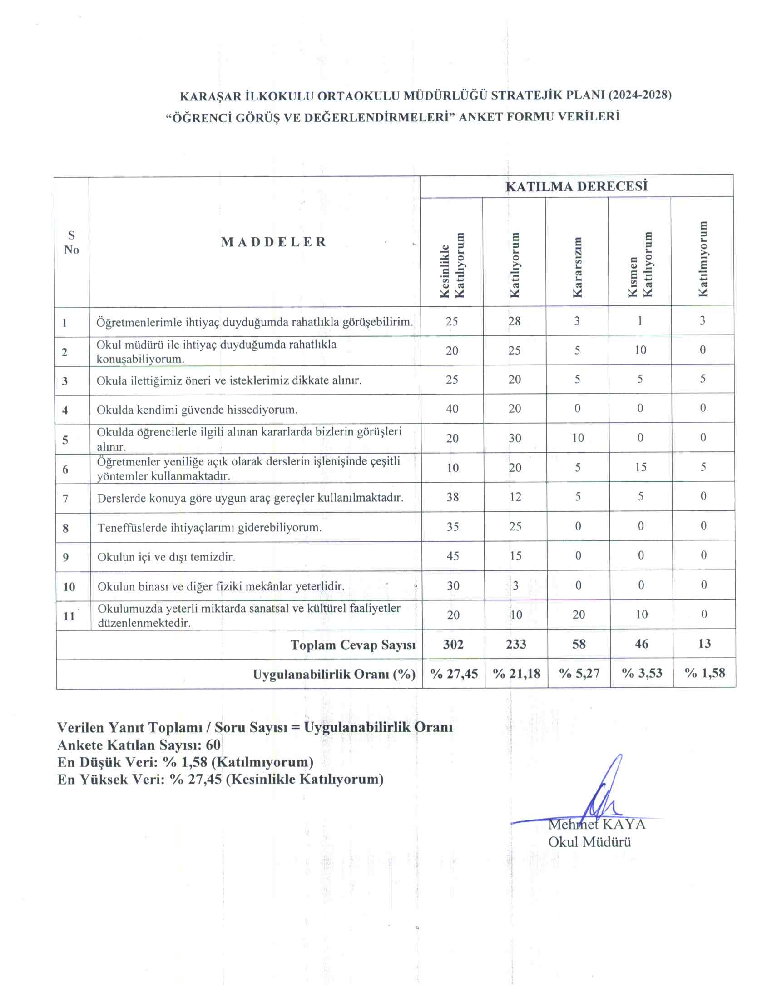 KARAŞAR İLKOKULU ORTAOKULU MÜDÜRLÜĞÜ STRATEJİK PLANI (2024-2028)
“ÖĞRENCİ GÖRÜŞ VE DEĞERLENDİRMELERİ” ANKET FORMU VERİLERİ
KATILMA DERECESİ
S
No
MADDELER
Kesinlikle
Katılıyorum
Katılıyorum
Kararsızım
Kısmen
Katılıyorum
Katılmıyorum
1 Öğretmenlerimle ihtiyaç duyduğumda rahatlıkla görüşebilirim. 25 28 3 1 3
2 Okul müdürü ile ihtiyaç duyduğumda rahatlıkla
konuşabiliyorum. 20 25 5 10 0
3 Okula ilettiğimiz öneri ve isteklerimiz dikkate alınır. 25 20 5 5 5
4 Okulda kendimi güvende hissediyorum. 40 20 0 0 0
5 Okulda öğrencilerle ilgili alınan kararlarda bizlerin görüşleri
alınır. 20 30 10 0 0
6 Öğretmenler yeniliğe açık olarak derslerin işlenişinde çeşitli
yöntemler kullanmaktadır. 10 20 5 15 5
7 Derslerde konuya göre uygun araç gereçler kullanılmaktadır. 38 12 5 5 0
8 Teneffüslerde ihtiyaçlarımı giderebiliyorum. 35 25 0 0 0
9 Okulun içi ve dışı temizdir. 45 15 0 0 0
10 Okulun binası ve diğer fiziki mekânlar yeterlidir. 30 3 0 0 0
11 Okulumuzda yeterli miktarda sanatsal ve kültürel faaliyetler
düzenlenmektedir. 20 10 20 10 0
Toplam Cevap Sayısı 302 233 58 46 13
Uygulanabilirlik Oranı (%) % 27,45 % 21,18 % 5,27 % 3,53 % 1,58
Verilen Yanıt Toplamı / Soru Sayısı = Uygulanabilirlik Oranı
Ankete Katılan Sayısı: 60
En Düşük Veri: % 1,58 (Katılmıyorum)
En Yüksek Veri: % 27,45 (Kesinlikle Katılıyorum)
Mehmet KAYA
Okul Müdürü